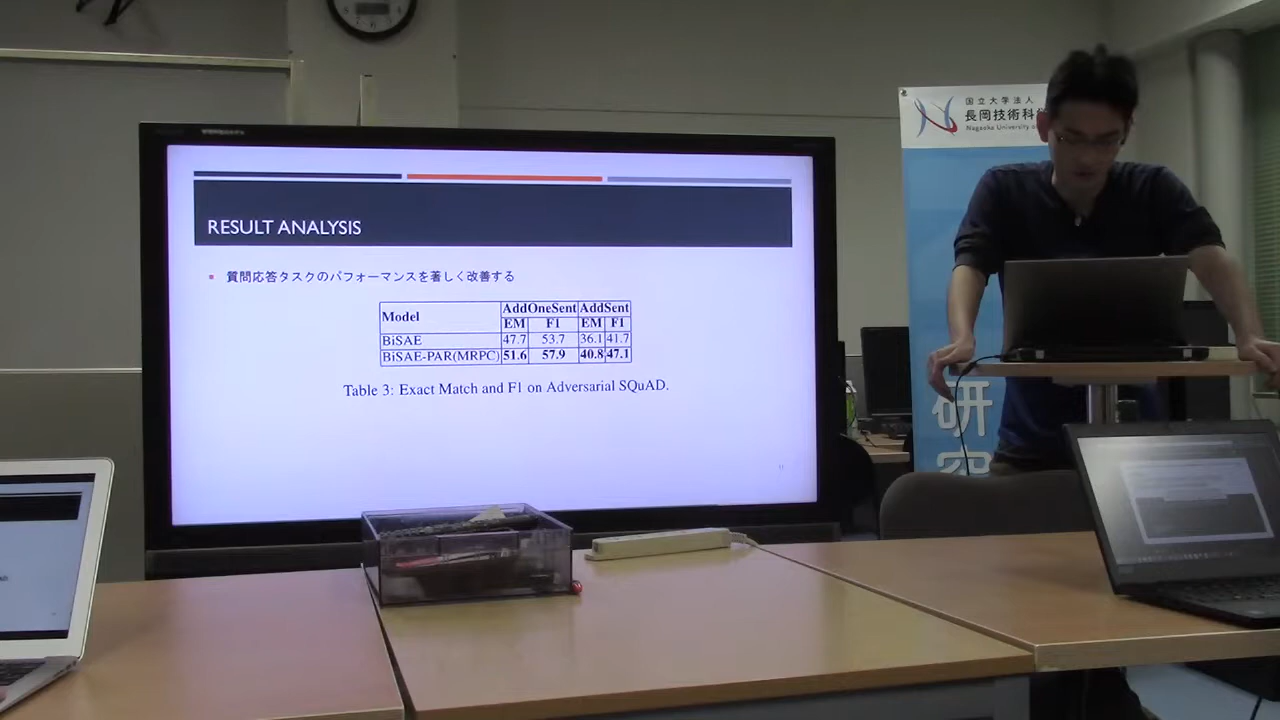 RESULT ANALYSIS
質問応答タスクのパフォーマンスを著しく改善する
Model AddOneSent AddSent
EM F1 EM F1
BiSAE 47.7 53.7 36.1 41.7
BiSAE-PAR(MRPC) 51.6 57.9 40.8 47.1
Table 3: Exact Match and F1 on Adversarial SQuAD.
国立大学法人
長岡技術科
Nagaoka University
研